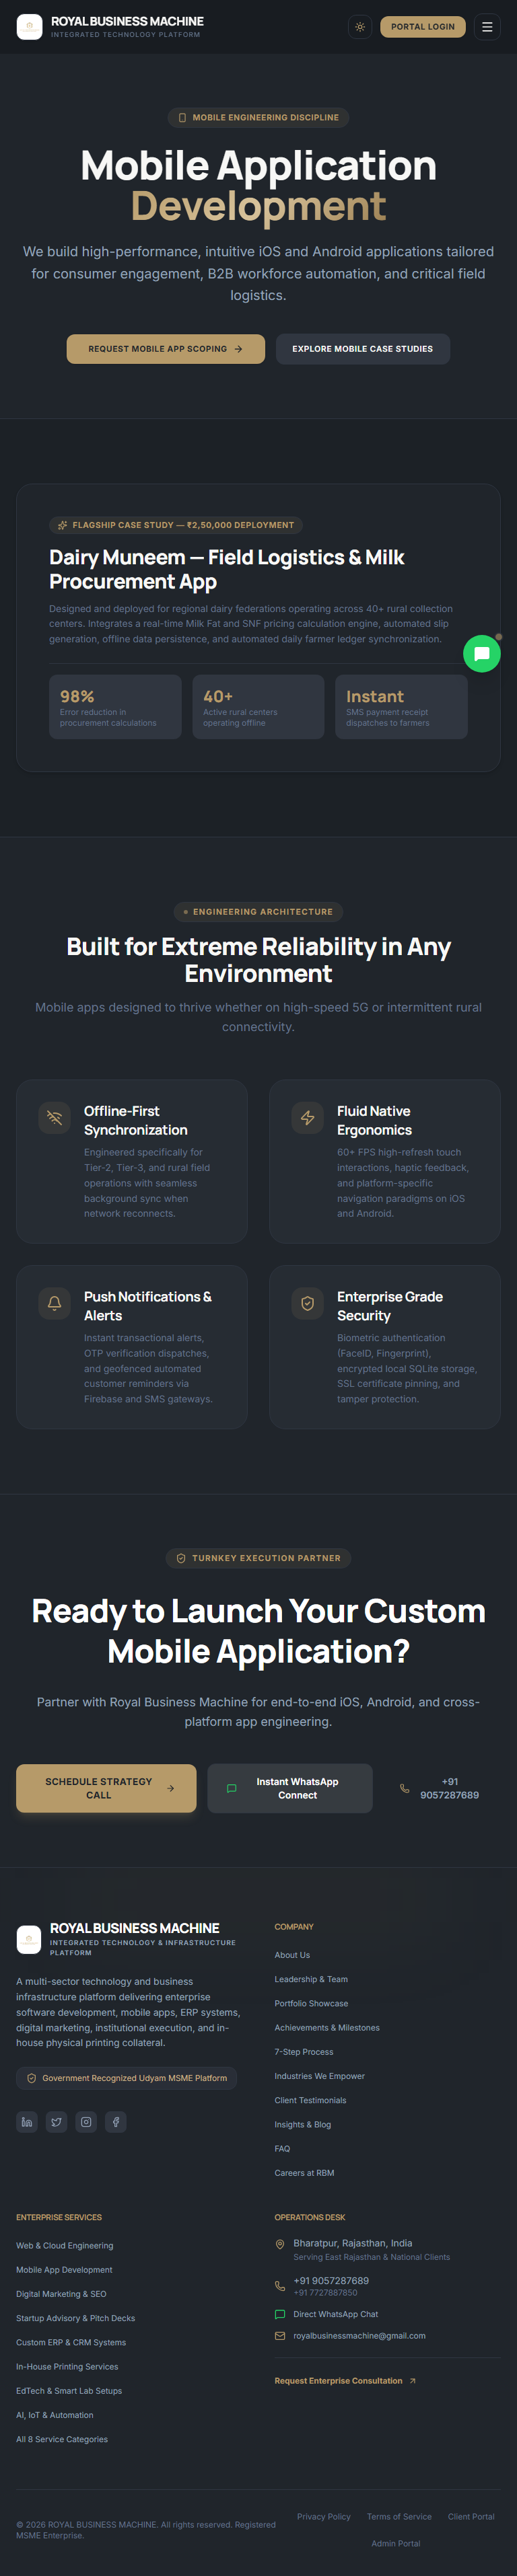 ROYAL BUSINESS MACHINE
INTEGRATED TECHNOLOGY PLATFORM
PORTAL LOGIN
MOBILE ENGINEERING DISCIPLINE
Mobile Application
Development
We build high-performance, intuitive iOS and Android applications tailored
for consumer engagement, B2B workforce automation, and critical field
logistics.
REQUEST MOBILE APP SCOPING
EXPLORE MOBILE CASE STUDIES
FLAGSHIP CASE STUDY — ₹2,50,000 DEPLOYMENT
Dairy Muneem — Field Logistics & Milk
Procurement App
Designed and deployed for regional dairy federations operating across 40+ rural collection
centers. Integrates a real-time Milk Fat and SNF pricing calculation engine, automated slip
generation, offline data persistence, and automated daily farmer ledger synchronization.
98%
Error reduction in
procurement calculations
40+
Active rural centers
operating offline
Instant
SMS payment receipt
dispatches to farmers
ENGINEERING ARCHITECTURE
Built for Extreme Reliability in Any
Environment
Mobile apps designed to thrive whether on high-speed 5G or intermittent rural
connectivity.
Offline-First
Synchronization
Engineered specifically for
Tier-2, Tier-3, and rural field
operations with seamless
background sync when
network reconnects.
Fluid Native
Ergonomics
60+ FPS high-refresh touch
interactions, haptic feedback,
and platform-specific
navigation paradigms on iOS
and Android.
Push Notifications &
Alerts
Instant transactional alerts,
OTP verification dispatches,
and geofenced automated
customer reminders via
Firebase and SMS gateways.
Enterprise Grade
Security
Biometric authentication
(FaceID, Fingerprint),
encrypted local SQLite storage,
SSL certificate pinning, and
tamper protection.
TURNKEY EXECUTION PARTNER
Ready to Launch Your Custom
Mobile Application?
Partner with Royal Business Machine for end-to-end iOS, Android, and cross-
platform app engineering.
SCHEDULE STRATEGY
CALL
Instant WhatsApp
Connect
+91
9057287689
ROYAL BUSINESS MACHINE
INTEGRATED TECHNOLOGY & INFRASTRUCTURE
PLATFORM
A multi-sector technology and business
infrastructure platform delivering enterprise
software development, mobile apps, ERP systems,
digital marketing, institutional execution, and in-
house physical printing collateral.
Government Recognized Udyam MSME Platform
COMPANY
About Us
Leadership & Team
Portfolio Showcase
Achievements & Milestones
7-Step Process
Industries We Empower
Client Testimonials
Insights & Blog
FAQ
Careers at RBM
ENTERPRISE SERVICES
Web & Cloud Engineering
Mobile App Development
Digital Marketing & SEO
Startup Advisory & Pitch Decks
Custom ERP & CRM Systems
In-House Printing Services
EdTech & Smart Lab Setups
AI, IoT & Automation
All 8 Service Categories
OPERATIONS DESK
Bharatpur, Rajasthan, India
Serving East Rajasthan & National Clients
+91 9057287689
+91 7727887850
Direct WhatsApp Chat
royalbusinessmachine@gmail.com
Request Enterprise Consultation
© 2026 ROYAL BUSINESS MACHINE. All rights reserved. Registered
MSME Enterprise.
Privacy Policy
Terms of Service
Client Portal
Admin Portal